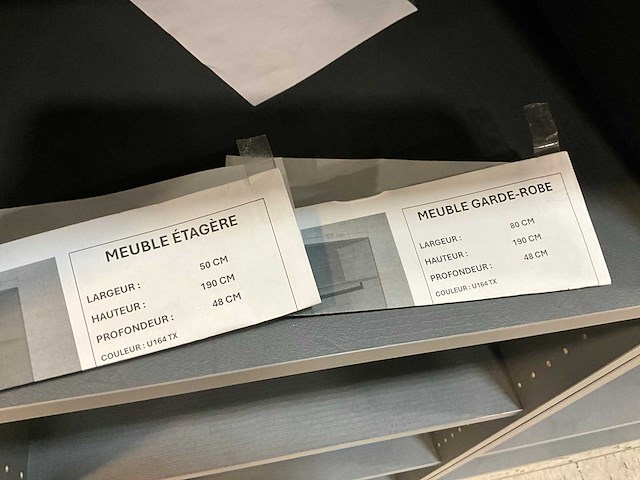 MEUBLE ÉTAGÈRE
LARGEUR : 50 CM
HAUTEUR : 190 CM
PROFONDEUR : 48 CM
COULEUR : U164 TX
MEUBLE GARDE-ROBE
LARGEUR : 80 CM
HAUTEUR : 190 CM
PROFONDEUR : 48 CM
COULEUR : U164 TX